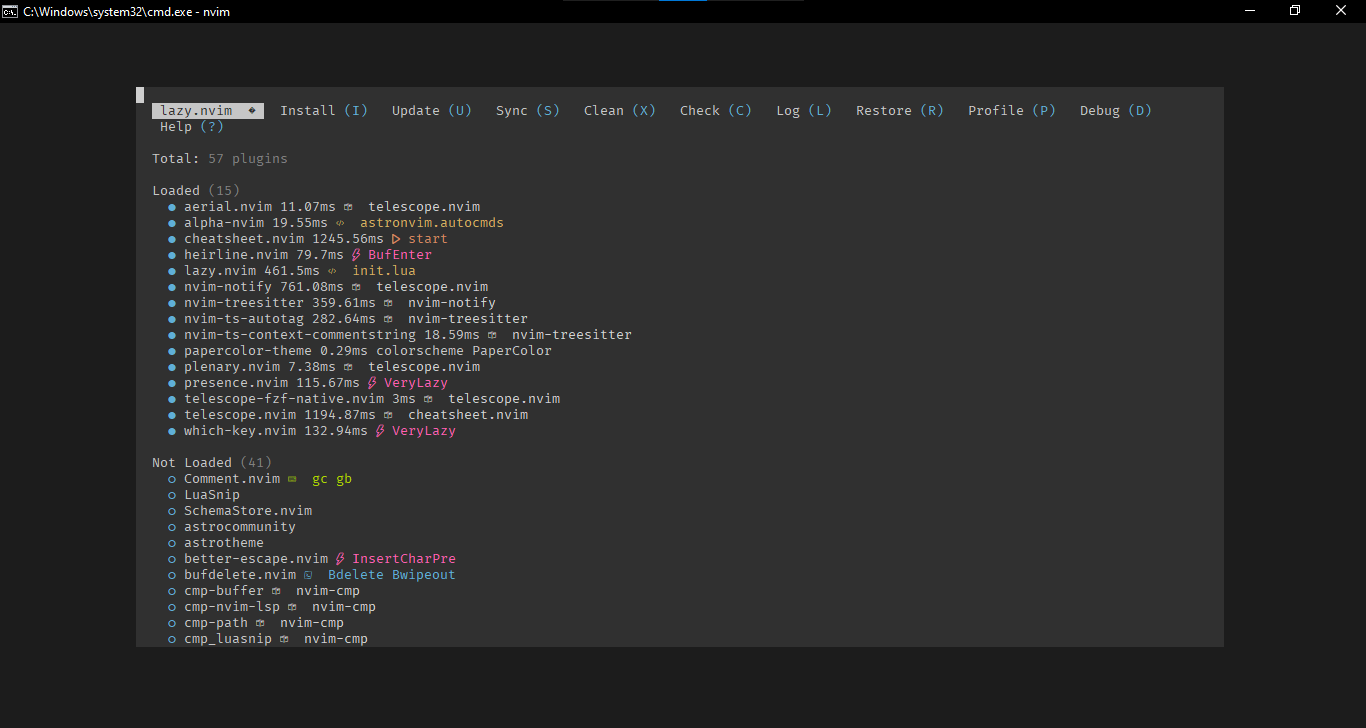 C:\Windows\system32\cmd.exe - nvim
lazy.nvim Install (I) Update (U) Sync (S) Clean (X) Check (C) Log (L) Restore (R) Profile (P) Debug (D)
Help (?)
Total: 57 plugins
Loaded (15)
● aerial.nvim 11.07ms telescope.nvim
● alpha-nvim 19.55ms astronvim.autocmds
● cheatsheet.nvim 1245.56ms start
● heirline.nvim 79.7ms BufEnter
● lazy.nvim 461.5ms init.lua
● nvim-notify 761.08ms telescope.nvim
● nvim-treesitter 359.61ms nvim-notify
● nvim-ts-autotag 282.64ms nvim-treesitter
● nvim-ts-context-commentstring 18.59ms nvim-treesitter
● papercolor-theme 0.29ms colorscheme PaperColor
● plenary.nvim 7.38ms telescope.nvim
● presence.nvim 115.67ms VeryLazy
● telescope-fzf-native.nvim 3ms telescope.nvim
● telescope.nvim 1194.87ms cheatsheet.nvim
● which-key.nvim 132.94ms VeryLazy
Not Loaded (41)
○ Comment.nvim gc gb
○ LuaSnip
○ SchemaStore.nvim
○ astrocommunity
○ astrotheme
○ better-escape.nvim InsertCharPre
○ bufdelete.nvim Bdelete Bwipeout
○ cmp-buffer nvim-cmp
○ cmp-nvim-lsp nvim-cmp
○ cmp-path nvim-cmp
○ cmp_luasnip nvim-cmp